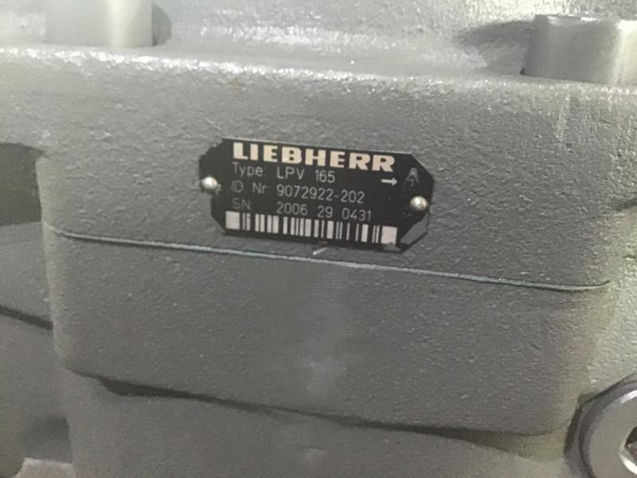 LIEBHERR
Type: LPV 165
ID Nr: 9072922-202
SN: 2006 29 0431